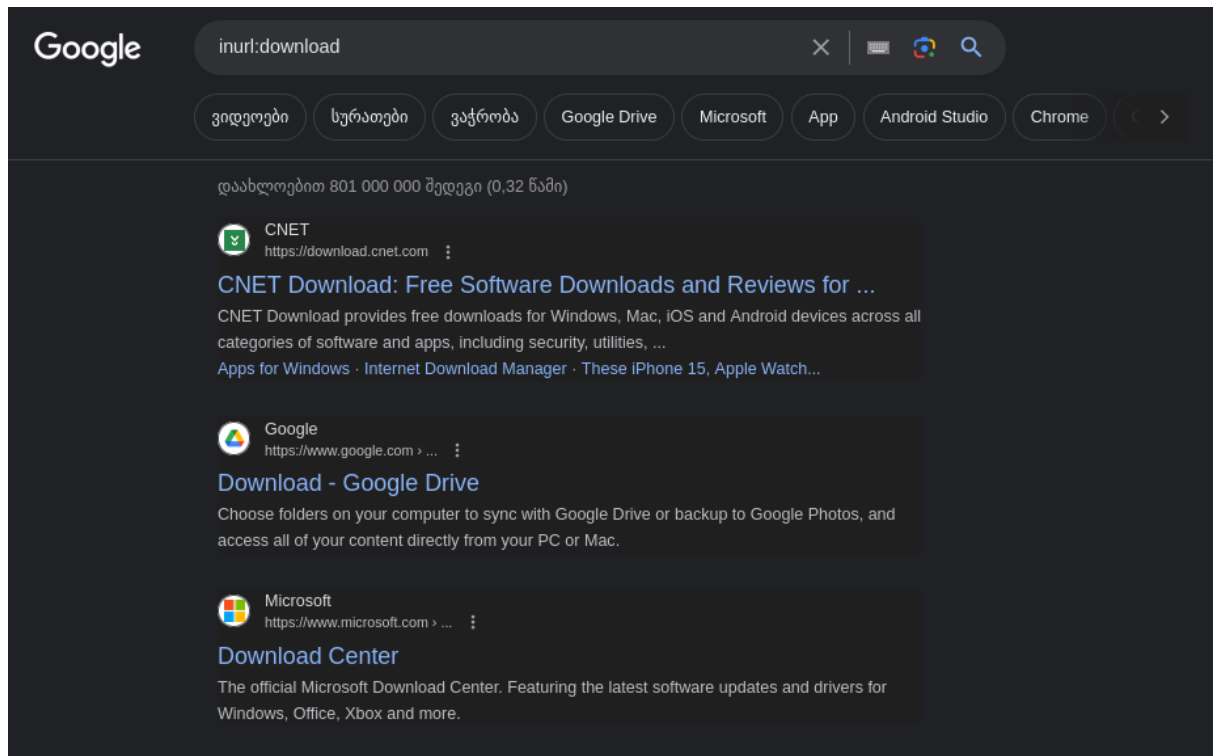 Google
inurl:download
ვიდეოები სურათები ვაჭრობა Google Drive Microsoft App Android Studio Chrome
დაახლოებით 801 000 000 შედეგი (0,32 წამი)
CNET
https://download.cnet.com
CNET Download: Free Software Downloads and Reviews for ...
CNET Download provides free downloads for Windows, Mac, iOS and Android devices across all
categories of software and apps, including security, utilities, ...
Apps for Windows · Internet Download Manager · These iPhone 15, Apple Watch...
Google
https://www.google.com › ...
Download - Google Drive
Choose folders on your computer to sync with Google Drive or backup to Google Photos, and
access all of your content directly from your PC or Mac.
Microsoft
https://www.microsoft.com › ...
Download Center
The official Microsoft Download Center. Featuring the latest software updates and drivers for
Windows, Office, Xbox and more.